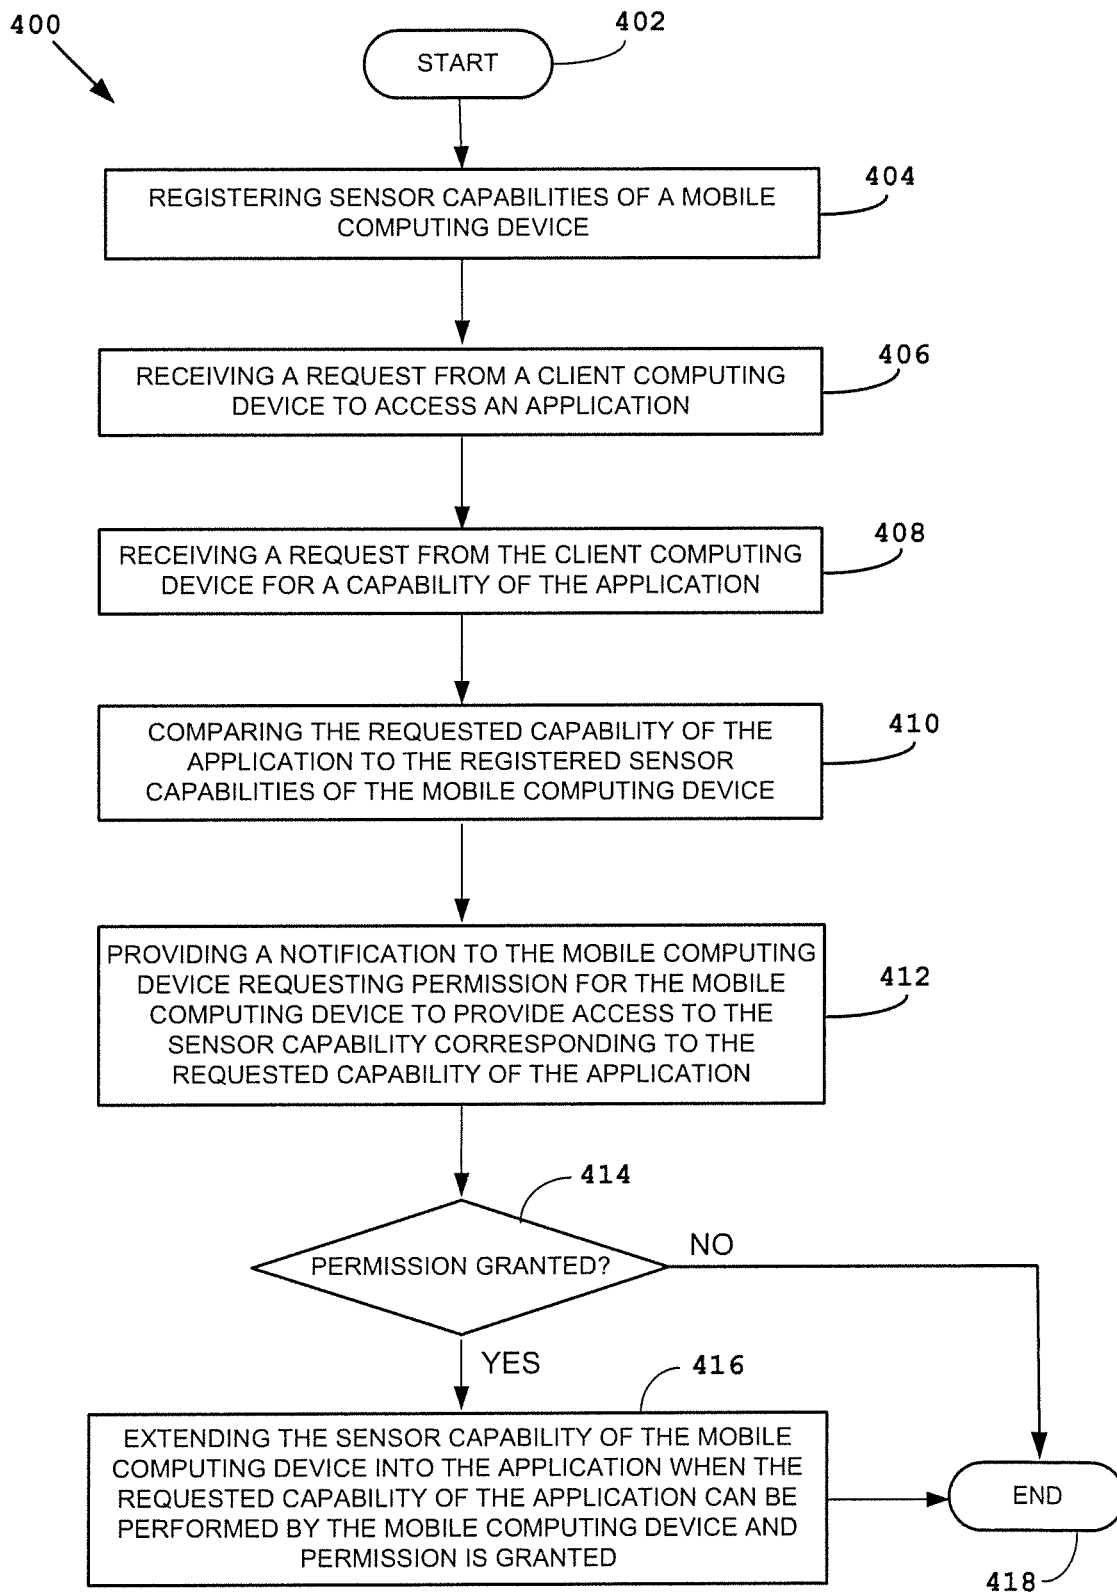 400
402
START
404
REGISTERING SENSOR CAPABILITIES OF A MOBILE
COMPUTING DEVICE
406
RECEIVING A REQUEST FROM A CLIENT COMPUTING
DEVICE TO ACCESS AN APPLICATION
408
RECEIVING A REQUEST FROM THE CLIENT COMPUTING
DEVICE FOR A CAPABILITY OF THE APPLICATION
410
COMPARING THE REQUESTED CAPABILITY OF THE
APPLICATION TO THE REGISTERED SENSOR
CAPABILITIES OF THE MOBILE COMPUTING DEVICE
412
PROVIDING A NOTIFICATION TO THE MOBILE COMPUTING
DEVICE REQUESTING PERMISSION FOR THE MOBILE
COMPUTING DEVICE TO PROVIDE ACCESS TO THE
SENSOR CAPABILITY CORRESPONDING TO THE
REQUESTED CAPABILITY OF THE APPLICATION
414
PERMISSION GRANTED?
NO
YES
416
EXTENDING THE SENSOR CAPABILITY OF THE MOBILE
COMPUTING DEVICE INTO THE APPLICATION WHEN THE
REQUESTED CAPABILITY OF THE APPLICATION CAN BE
PERFORMED BY THE MOBILE COMPUTING DEVICE AND
PERMISSION IS GRANTED
END
418